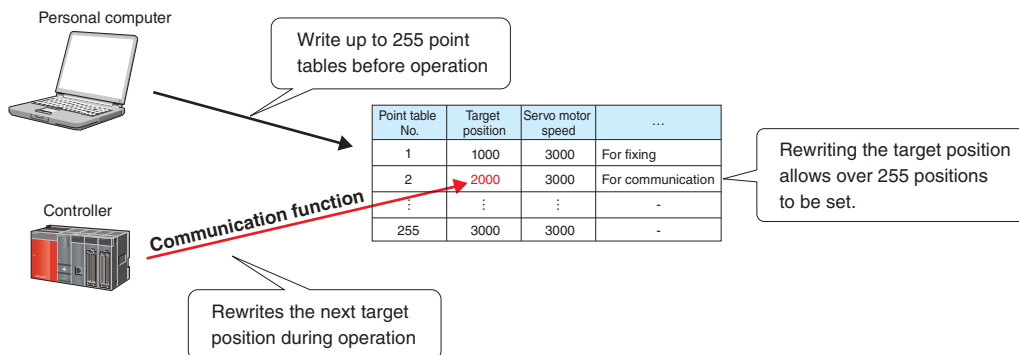 Personal computer
Write up to 255 point
tables before operation
Point table
No.
Target
position
Servo motor
speed
…
1 1000 3000 For fixing
2 2000 3000 For communication
⋮ ⋮ ⋮ -
255 3000 3000 -
Rewriting the target position
allows over 255 positions
to be set.
Controller
Communication function
Rewrites the next target
position during operation